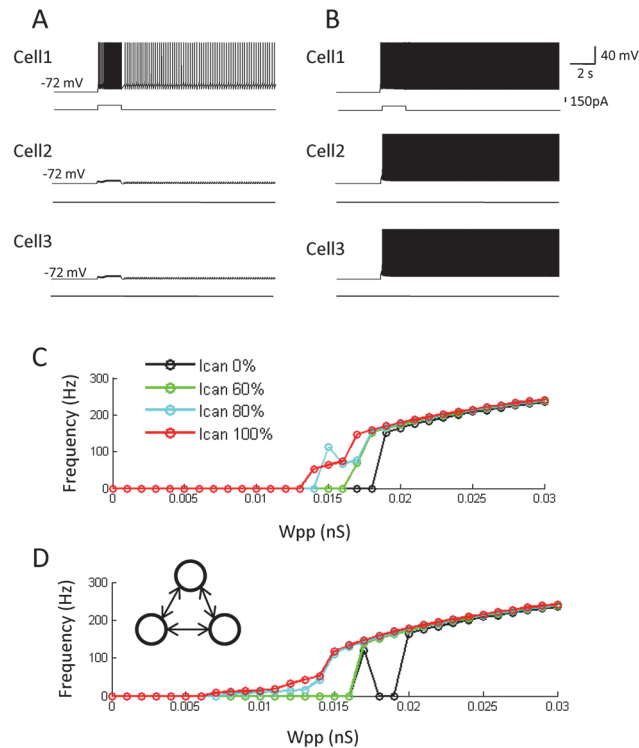 A
B
Cell1
-72 mV
Cell1
40 mV
2 s
150pA
Cell2
-72 mV
Cell2
Cell3
-72 mV
Cell3
C
Ican 0%
Ican 60%
Ican 80%
Ican 100%
Frequency (Hz)
300
200
100
0
0 0.005 0.01 0.015 0.02 0.025 0.03
Wpp (nS)
D
Frequency (Hz)
300
200
100
0
0 0.005 0.01 0.015 0.02 0.025 0.03
Wpp (nS)